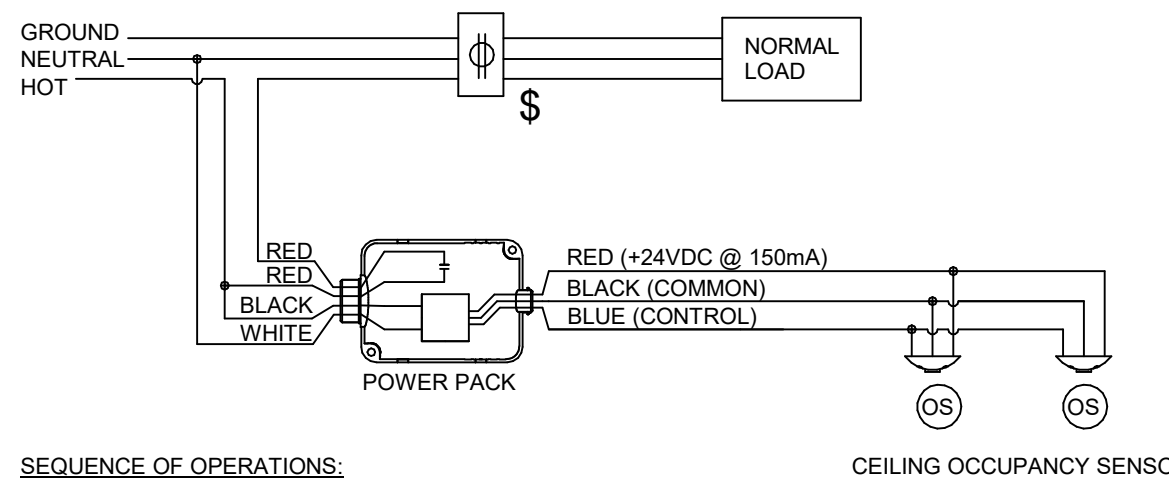 GROUND
NEUTRAL
HOT
NORMAL
LOAD
$
RED
RED
BLACK
WHITE
RED (+24VDC @ 150mA)
BLACK (COMMON)
BLUE (CONTROL)
POWER PACK
OS
OS
SEQUENCE OF OPERATIONS:
CEILING OCCUPANCY SENSO